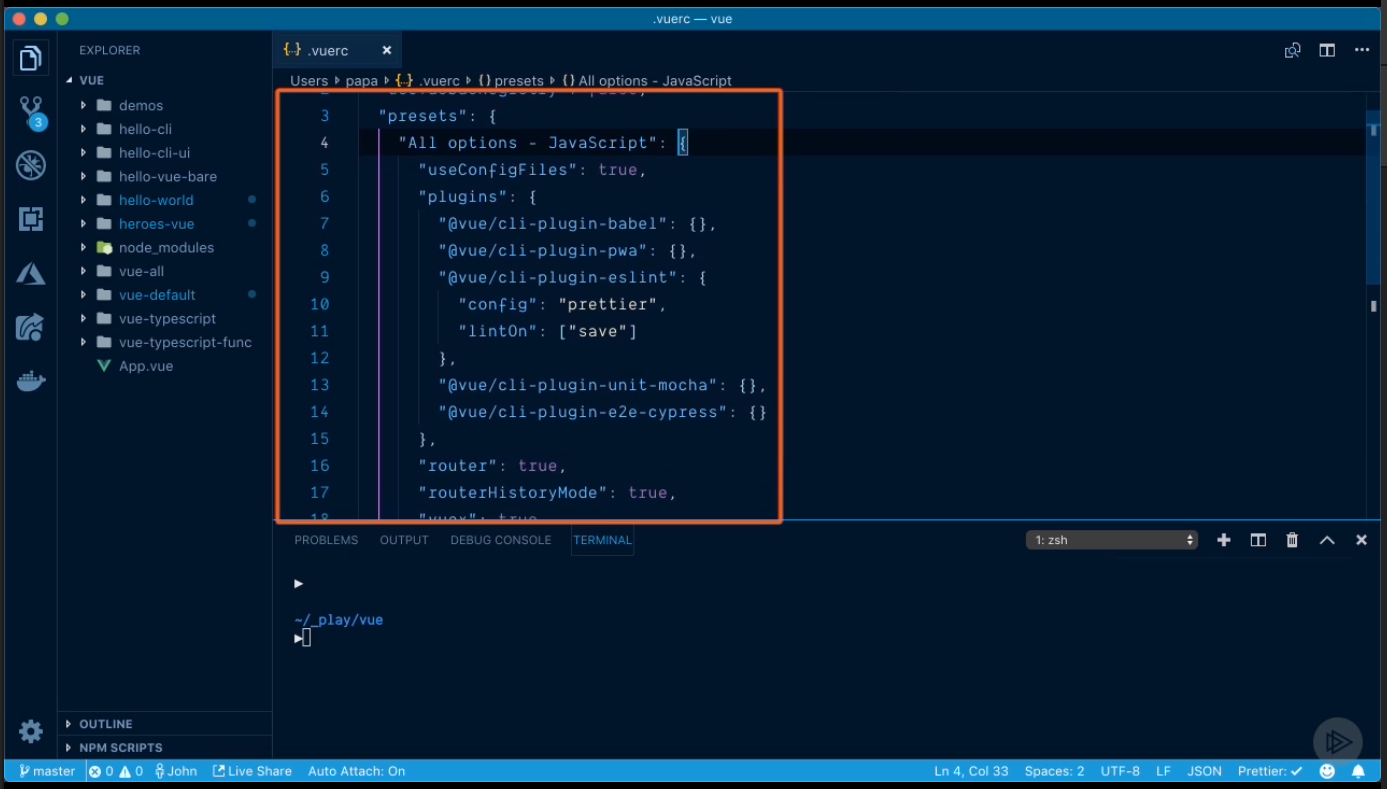 .vuerc — vue
EXPLORER
VUE
demos
hello-cli
hello-cli-ui
hello-vue-bare
hello-world
heroes-vue
node_modules
vue-all
vue-default
vue-typescript
vue-typescript-func
App.vue
OUTLINE
NPM SCRIPTS
3
{..} .vuerc ×
Users papa {..} .vuerc {} presets {} All options - JavaScript
3 "presets": {
4 "All options - JavaScript": {
5 "useConfigFiles": true,
6 "plugins": {
7 "@vue/cli-plugin-babel": {},
8 "@vue/cli-plugin-pwa": {},
9 "@vue/cli-plugin-eslint": {
10 "config": "prettier",
11 "lintOn": ["save"]
12 },
13 "@vue/cli-plugin-unit-mocha": {},
14 "@vue/cli-plugin-e2e-cypress": {}
15 },
16 "router": true,
17 "routerHistoryMode": true,
18 "vuex": true
PROBLEMS OUTPUT DEBUG CONSOLE TERMINAL 1: zsh
~/_play/vue
master 0 0 John Live Share Auto Attach: On Ln 4, Col 33 Spaces: 2 UTF-8 LF JSON Prettier: ✓